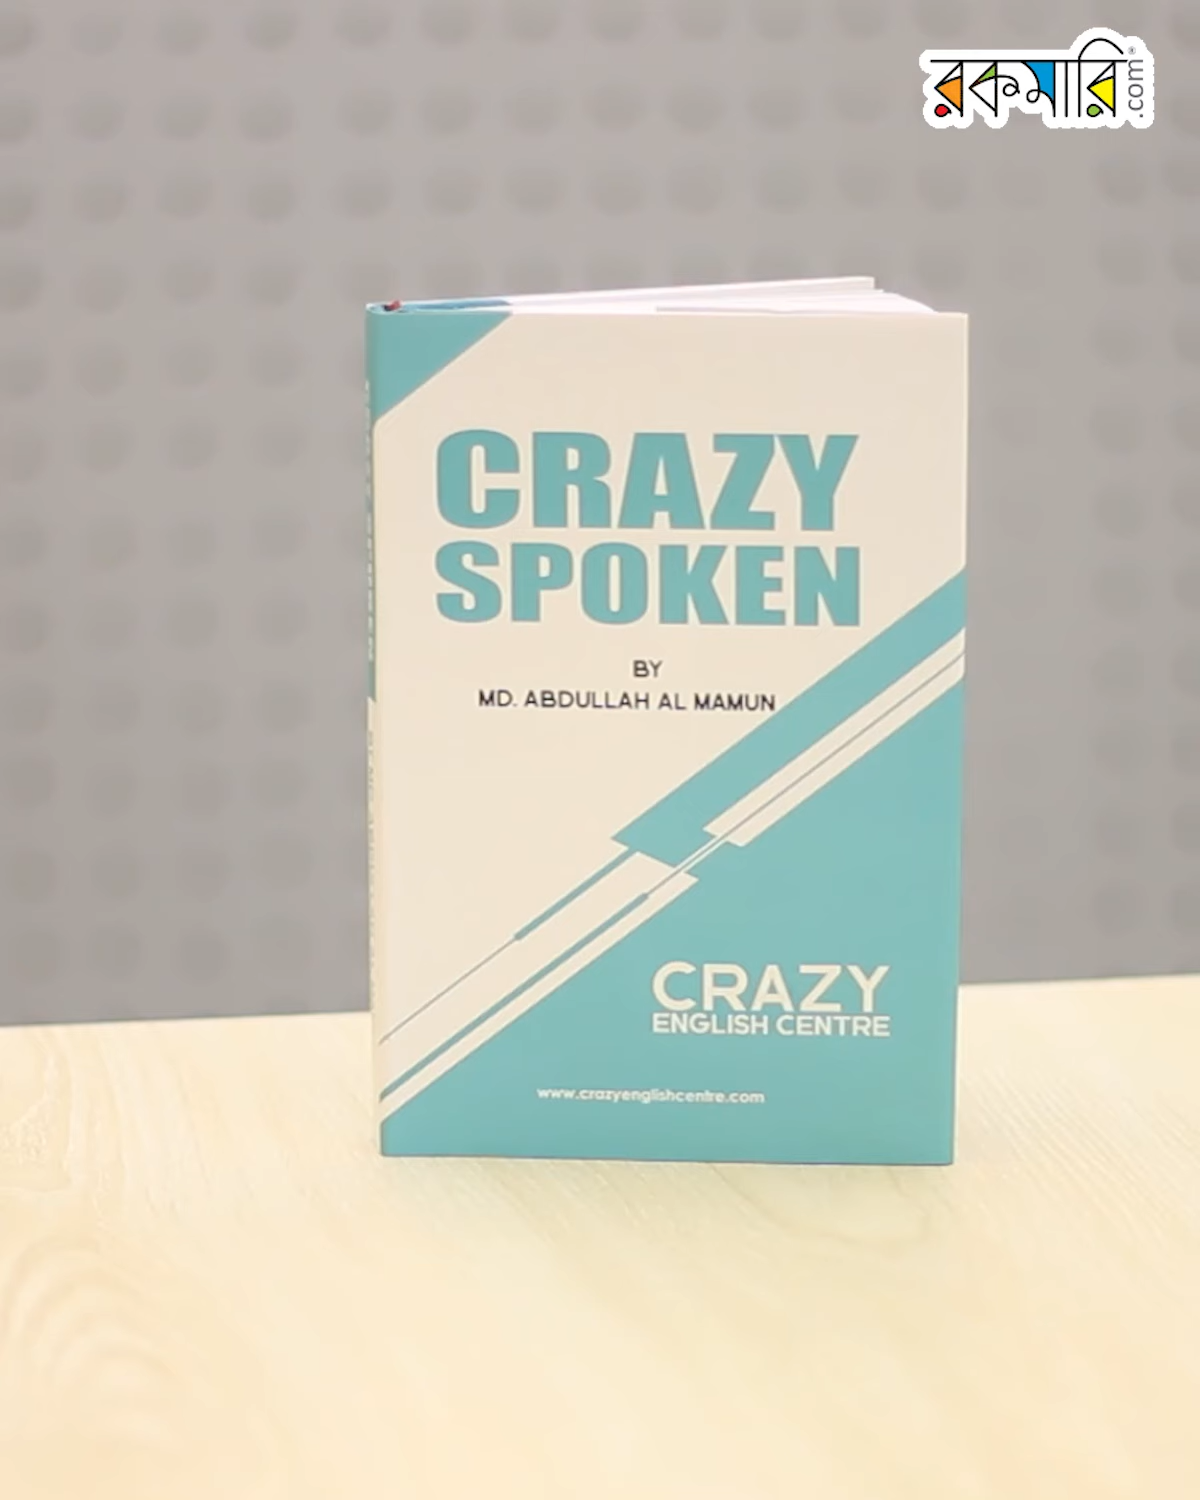 রকমারি.com
CRAZY
SPOKEN
BY
MD. ABDULLAH AL MAMUN
CRAZY
ENGLISH CENTRE
www.crazyenglishcentre.com